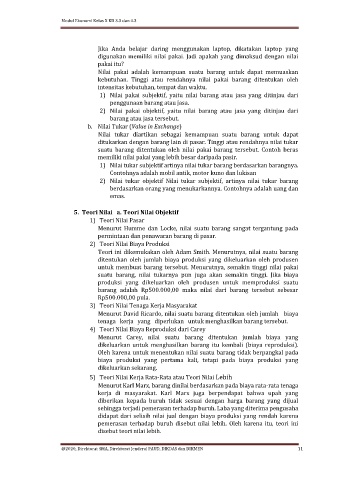 Modul Ekonomi Kelas X KD 3.3 dan 4.3
Jika Anda belajar daring menggunakan laptop, dikatakan laptop yang
digunakan memiliki nilai pakai. Jadi apakah yang dimaksud dengan nilai
pakai itu?
Nilai pakai adalah kemampuan suatu barang untuk dapat memuaskan
kebutuhan. Tinggi atau rendahnya nilai pakai barang ditentukan oleh
intensitas kebutuhan, tempat dan waktu.
1) Nilai pakai subjektif, yaitu nilai barang atau jasa yang ditinjau dari
penggunaan barang atau jasa.
2) Nilai pakai objektif, yaitu nilai barang atau jasa yang ditinjau dari
barang atau jasa tersebut.
b. Nilai Tukar (Value in Exchange)
Nilai tukar diartikan sebagai kemampuan suatu barang untuk dapat
ditukarkan dengan barang lain di pasar. Tinggi atau rendahnya nilai tukar
suatu barang ditentukan oleh nilai pakai barang tersebut. Contoh beras
memiliki nilai pakai yang lebih besar daripada pasir.
1) Nilai tukar subjektif artinya nilai tukar barang berdasarkan barangnya.
Contohnya adalah mobil antik, motor kuno dan lukisan
2) Nilai tukar objektif Nilai tukar subjektif, artinya nilai tukar barang
berdasarkan orang yang menukarkannya. Contohnya adalah uang dan
emas.
5. Teori Nilai a. Teori Nilai Objektif
1) Teori Nilai Pasar
Menurut Humme dan Locke, nilai suatu barang sangat tergantung pada
permintaan dan penawaran barang di pasar.
2) Teori Nilai Biaya Produksi
Teori ini dikemukakan oleh Adam Smith. Menurutnya, nilai suatu barang
ditentukan oleh jumlah biaya produksi yang dikeluarkan oleh produsen
untuk membuat barang tersebut. Menurutnya, semakin tinggi nilai pakai
suatu barang, nilai tukarnya pun juga akan semakin tinggi. Jika biaya
produksi yang dikeluarkan oleh produsen untuk memproduksi suatu
barang adalah Rp500.000,00 maka nilai dari barang tersebut sebesar
Rp500.000,00 pula.
3) Teori Nilai Tenaga Kerja Masyarakat
Menurut David Ricardo, nilai suatu barang ditentukan oleh jumlah biaya
tenaga kerja yang diperlukan untuk menghasilkan barang tersebut.
4) Teori Nilai Biaya Reproduksi dari Carey
Menurut Carey, nilai suatu barang ditentukan jumlah biaya yang
dikeluarkan untuk menghasilkan barang itu kembali (biaya reproduksi).
Oleh karena untuk menentukan nilai suatu barang tidak berpangkal pada
biaya produksi yang pertama kali, tetapi pada biaya produksi yang
dikeluarkan sekarang.
5) Teori Nilai Kerja Rata-Rata atau Teori Nilai Lebih
Menurut Karl Marx, barang dinilai berdasarkan pada biaya rata-rata tenaga
kerja di masyarakat. Karl Marx juga berpendapat bahwa upah yang
diberikan kepada buruh tidak sesuai dengan harga barang yang dijual
sehingga terjadi pemerasan terhadap buruh. Laba yang diterima pengusaha
didapat dari selisih nilai jual dengan biaya produksi yang rendah karena
pemerasan terhadap buruh disebut nilai lebih. Oleh karena itu, teori ini
disebut teori nilai lebih.
@2020, Direktorat SMA, Direktorat Jenderal PAUD, DIKDAS dan DIKMEN 11